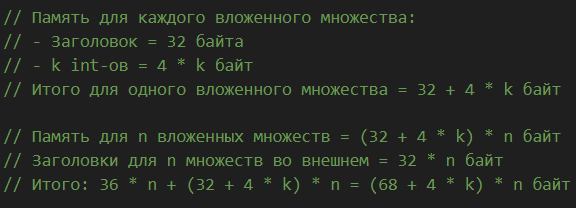 // Память для каждого вложенного множества:
// - Заголовок = 32 байта
// - k int-ов = 4 * k байт
// Итого для одного вложенного множества = 32 + 4 * k байт
// Память для n вложенных множеств = (32 + 4 * k) * n байт
// Заголовки для n множеств во внешнем = 32 * n байт
// Итого: 36 * n + (32 + 4 * k) * n = (68 + 4 * k) * n байт